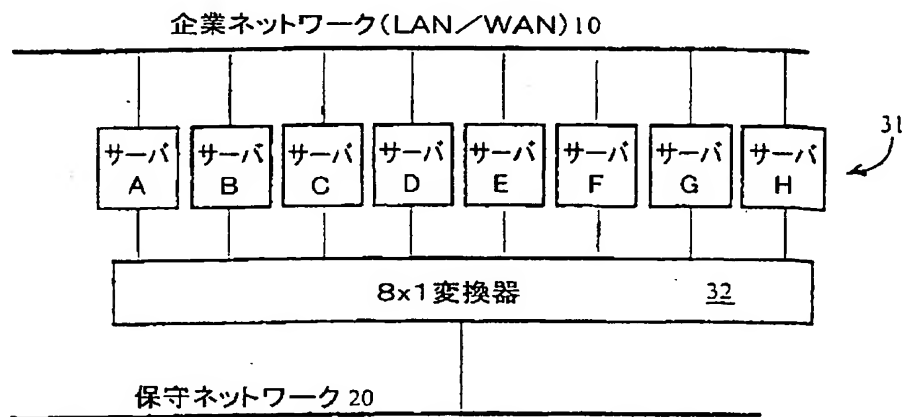 企業ネットワーク(LAN/WAN)10
サーバ サーバ サーバ サーバ サーバ サーバ サーバ サーバ
A B C D E F G H
31
8x1変換器 32
保守ネットワーク 20